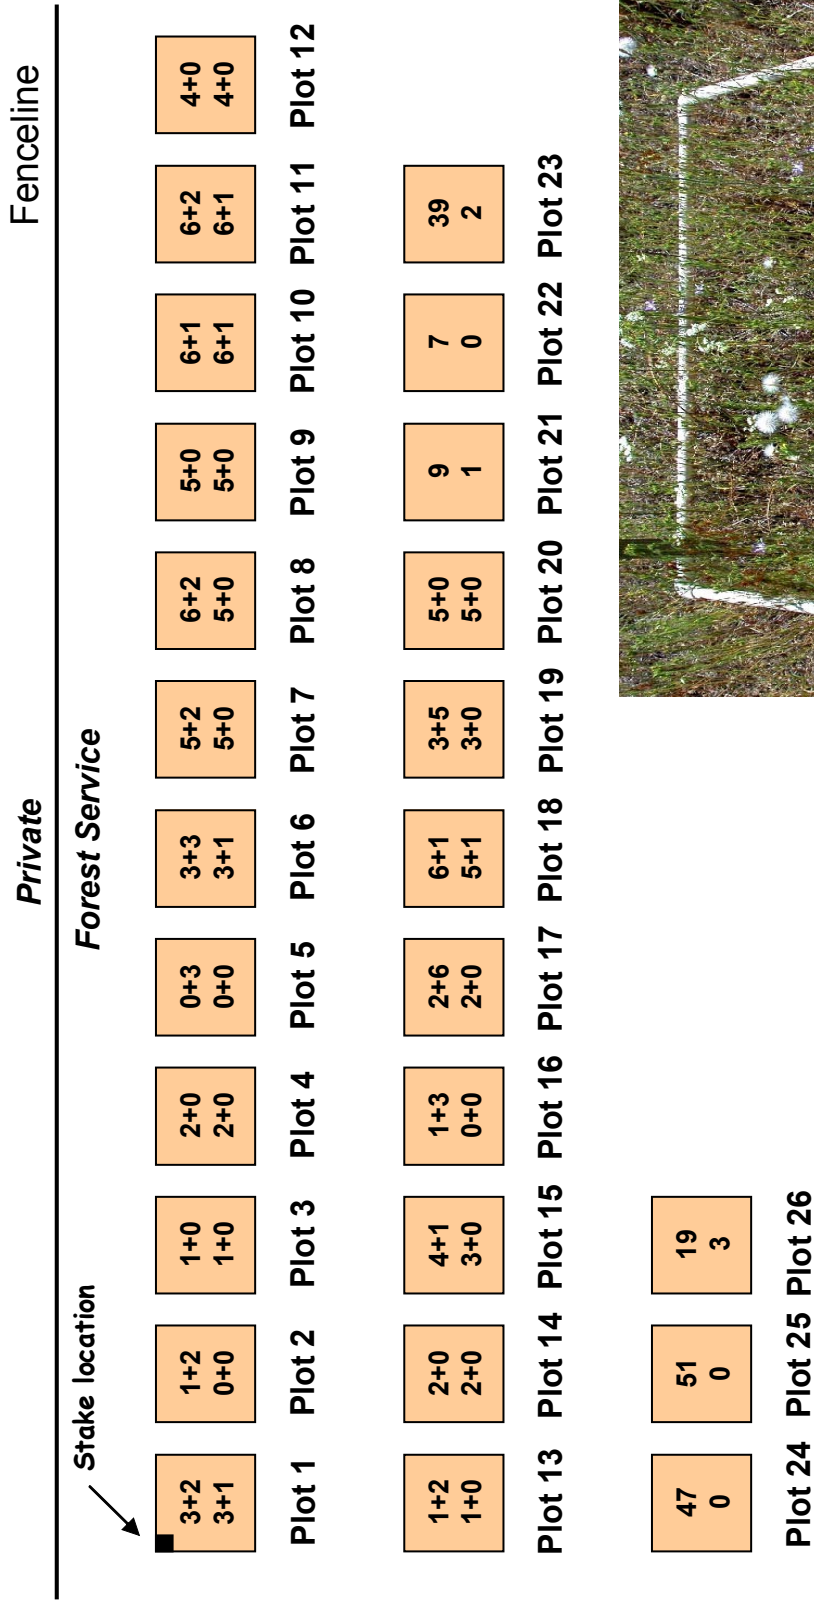 Fenceline
Private
Forest Service
Stake location
3+2
3+1
Plot 1
1+2
0+0
Plot 2
1+0
1+0
Plot 3
2+0
2+0
Plot 4
0+3
0+0
Plot 5
3+3
3+1
Plot 6
5+2
5+0
Plot 7
6+2
5+0
Plot 8
5+0
5+0
Plot 9
6+1
6+1
Plot 10
6+2
6+1
Plot 11
4+0
4+0
Plot 12
1+2
1+0
Plot 13
2+0
2+0
Plot 14
4+1
3+0
Plot 15
1+3
0+0
Plot 16
2+6
2+0
Plot 17
6+1
5+1
Plot 18
3+5
3+0
Plot 19
5+0
5+0
Plot 20
9
1
Plot 21
7
0
Plot 22
39
2
Plot 23
47
0
Plot 24
51
0
Plot 25
19
3
Plot 26